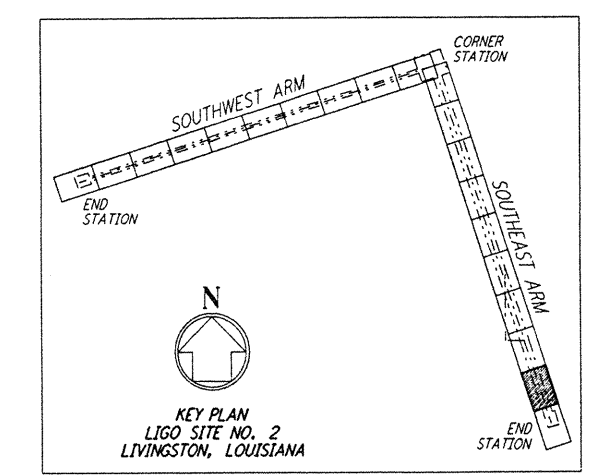 CORNER
STATION
SOUTHWEST ARM
END
STATION
SOUTHEAST ARM
N
KEY PLAN
LIGO SITE NO. 2
LIVINGSTON, LOUISIANA
END
STATION